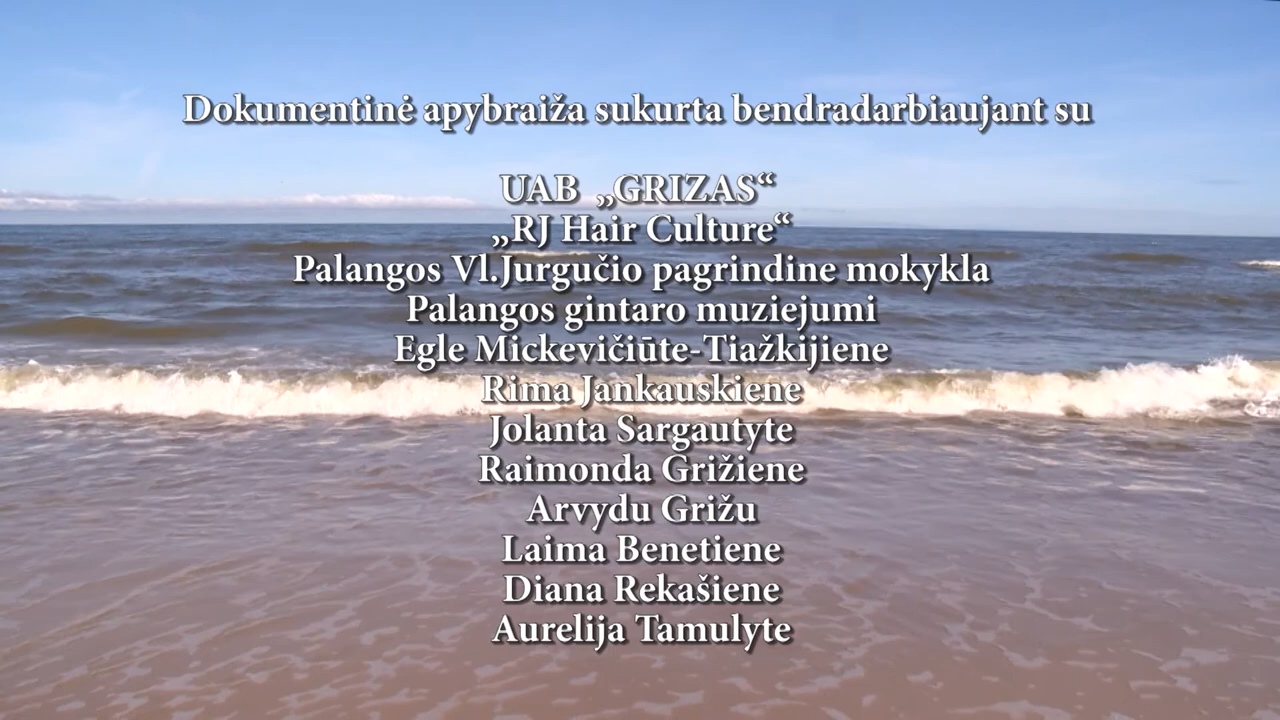 Dokumentinė apybraiža sukurta bendradarbiaujant su
UAB „GRIZAS“
„RJ Hair Culture“
Palangos Vl.Jurgučio pagrindine mokykla
Palangos gintaro muziejumi
Egle Mickevičiūte-Tiažkijiene
Rima Jankauskiene
Jolanta Sargautyte
Raimonda Grižiene
Arvydu Grižu
Laima Benetiene
Diana Rekašiene
Aurelija Tamulyte